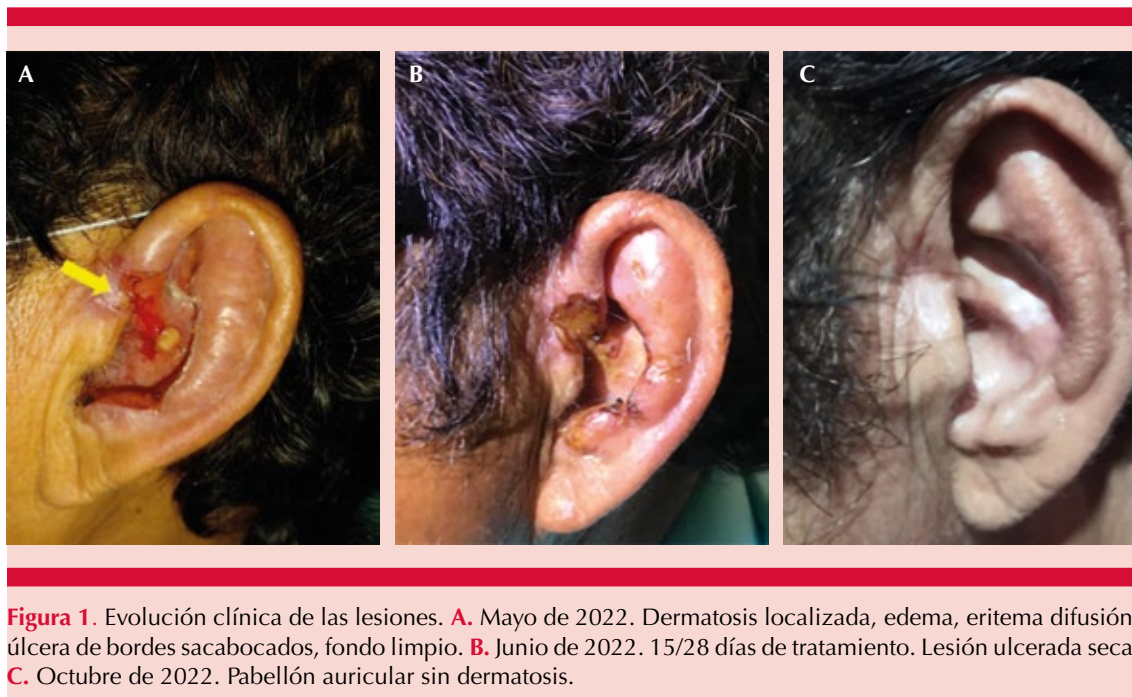 A
B
C
Figura 1. Evolución clínica de las lesiones. A. Mayo de 2022. Dermatosis localizada, edema, eritema difusión
úlcera de bordes sacabocados, fondo limpio. B. Junio de 2022. 15/28 días de tratamiento. Lesión ulcerada seca
C. Octubre de 2022. Pabellón auricular sin dermatosis.